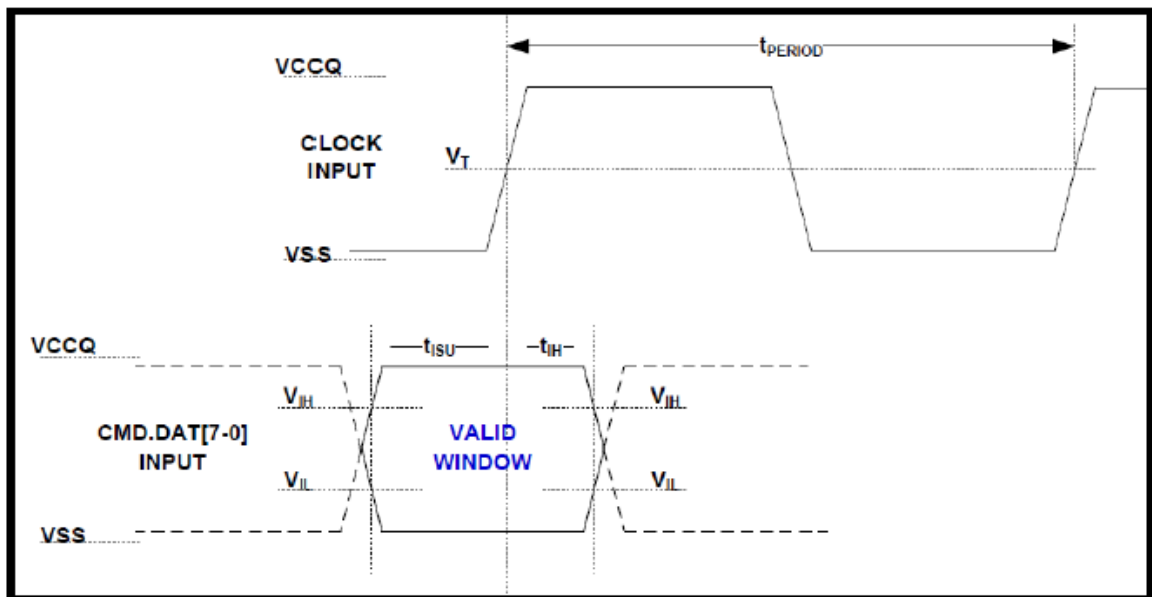 tPERIOD
VCCQ
CLOCK
INPUT
VT
VSS
VCCQ
tISU
tIH
VIH
VIH
CMD.DAT[7-0]
INPUT
VALID
WINDOW
VIL
VIL
VSS